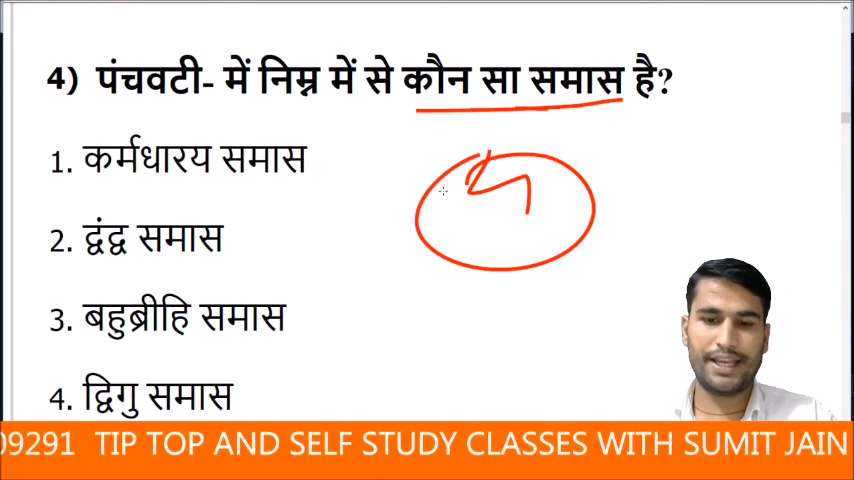 4) पंचवटी- में निम्न में से कौन सा समास है?
1. कर्मधारय समास
2. द्वंद्व समास
3. बहुब्रीहि समास
4. द्विगु समास
09291 TIP TOP AND SELF STUDY CLASSES WITH SUMIT JAIN